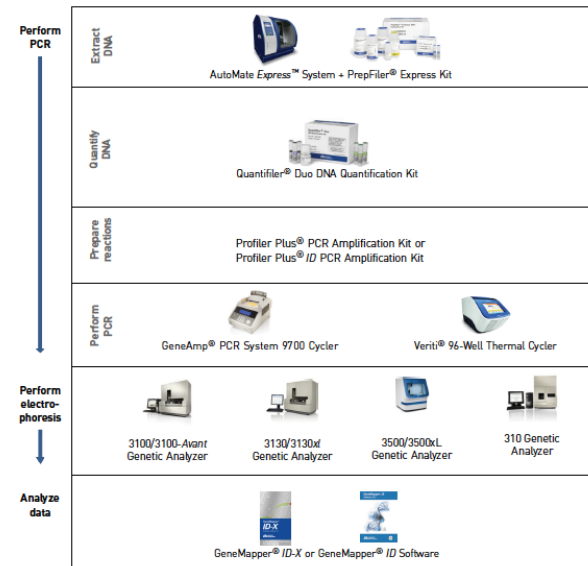 Perform
PCR
Extract
DNA
AutoMate Express™ System + PrepFiler® Express Kit
Quantify
DNA
Quantifiler® Duo DNA Quantification Kit
Prepare
reactions
Profiler Plus® PCR Amplification Kit or
Profiler Plus® ID PCR Amplification Kit
Perform
PCR
GeneAmp® PCR System 9700 Cycler
Veriti® 96-Well Thermal Cycler
Perform
electro-
phoresis
3100/3100-Avant
Genetic Analyzer
3130/3130xl
Genetic Analyzer
3500/3500xL
Genetic Analyzer
310 Genetic
Analyzer
Analyze
data
ID-X
GeneMapper® ID-X or GeneMapper® ID Software